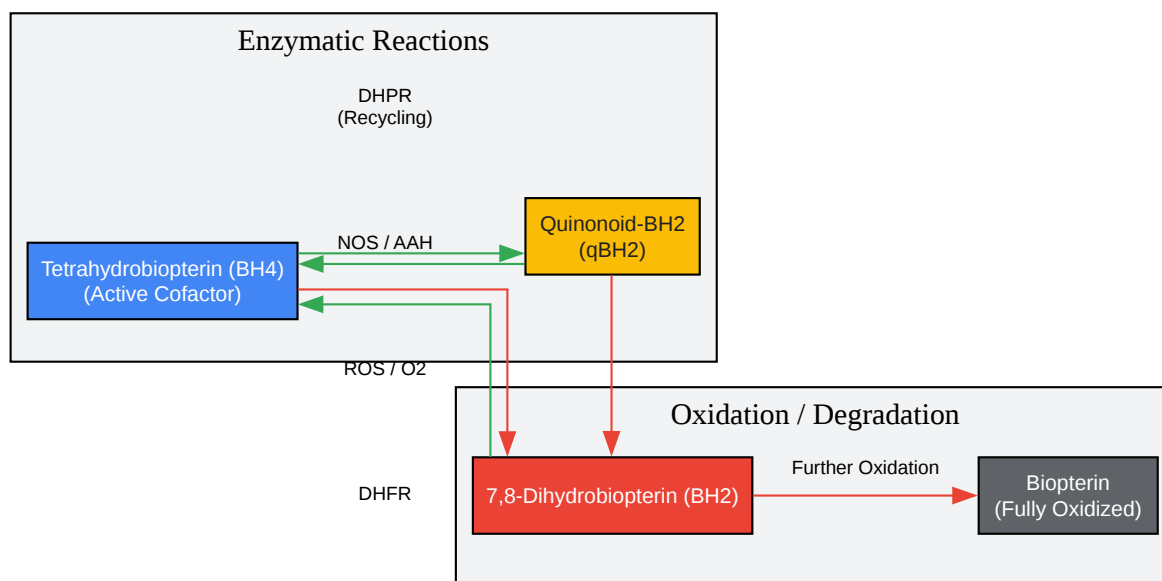 Enzymatic Reactions
DHPR
(Recycling)
Quinonoid-BH2
(qBH2)
NOS / AAH
Tetrahydrobiopterin (BH4)
(Active Cofactor)
ROS / O2
Oxidation / Degradation
DHFR
7,8-Dihydrobiopterin (BH2)
Further Oxidation
Biopterin
(Fully Oxidized)